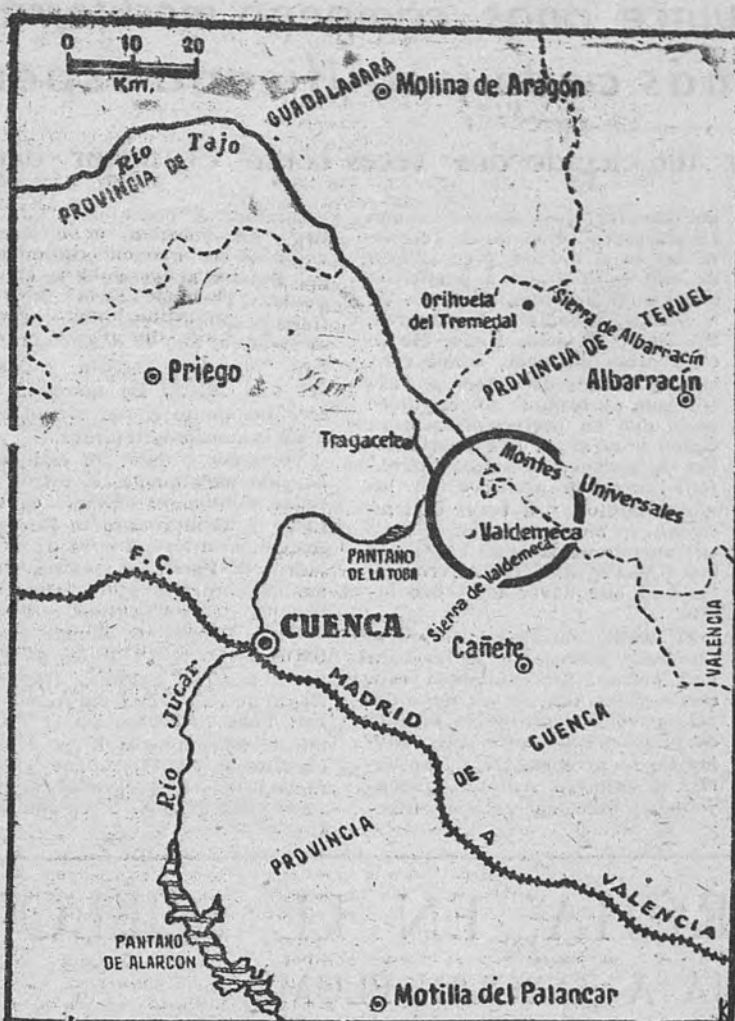 0 10 20
Km.
GUADALAJARA
Molina de Aragón
Río Tajo
PROVINCIA DE
Orihuela
del Tremedal
Sierra de Albarracín
PROVINCIA DE TERUEL
Albarracín
Priego
Tragacete
Montes Universales
Valdemeca
PANTANO
DE LA TOBA
Sierra de Valdemeca
F. C.
CUENCA
Cañete
VALENCIA
MADRID
A
VALENCIA
Río Júcar
PROVINCIA
DE
CUENCA
PANTANO
DE ALARCON
Motilla del Palancar
K